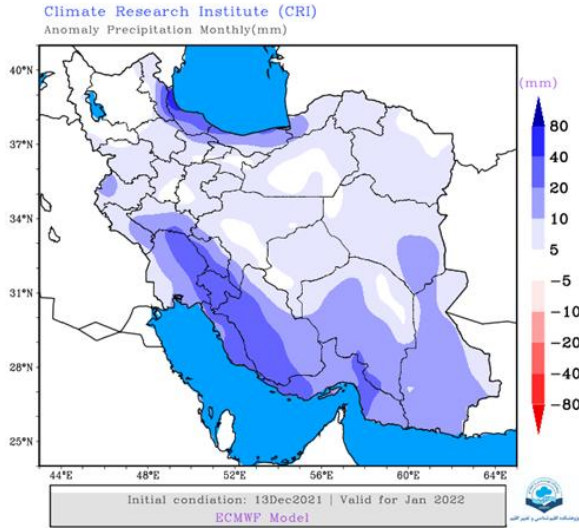 Climate Research Institute (CRI)
Anomaly Precipitation Monthly(mm)
(mm)
40°N
37°N
34°N
31°N
28°N
25°N
80
40
20
10
5
−5
−10
−20
−40
−80
44°E
48°E
52°E
56°E
60°E
64°E
Initial condiation: 13Dec2021 | Valid for Jan 2022
ECMWF Model